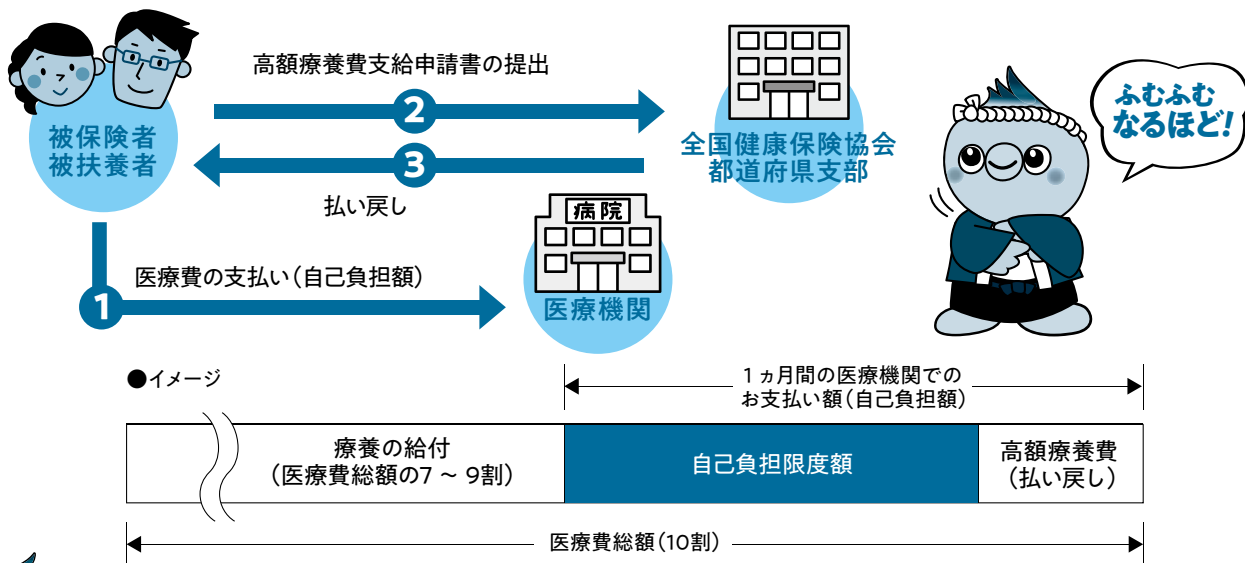 高額療養費支給申請書の提出
2
被保険者
被扶養者
全国健康保険協会
都道府県支部
ふむふむ
なるほど!
3
払い戻し
病院
医療費の支払い(自己負担額)
1
医療機関
●イメージ
1ヵ月間の医療機関での
お支払い額(自己負担額)
療養の給付
(医療費総額の7 ~ 9割)
自己負担限度額
高額療養費
(払い戻し)
医療費総額(10割)